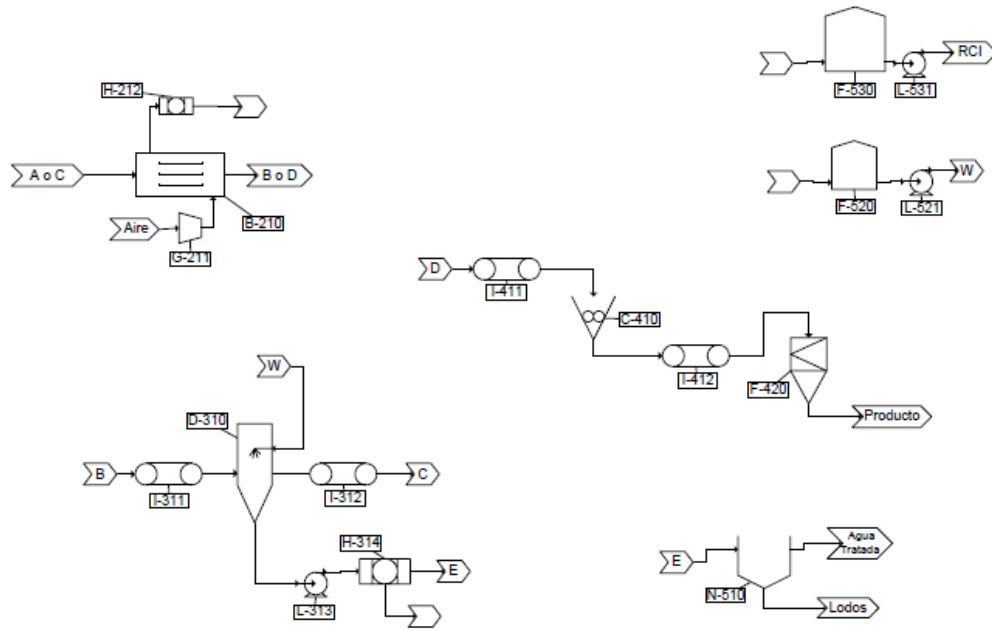 RCI
F-530
L-531
H-212
A o C
B o D
B-210
Aire
G-211
W
F-520
L-521
D
I-411
C-410
I-412
F-420
Producto
W
D-310
B
I-311
I-312
C
H-314
E
L-313
E
Agua
Tratada
N-510
Lodos